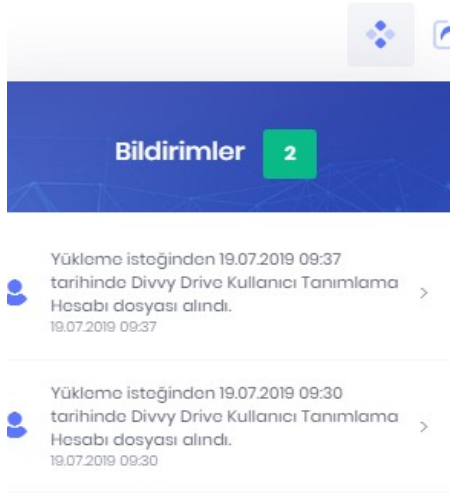 Bildirimler 2
Yükleme isteğinden 19.07.2019 09:37
tarihinde Divvy Drive Kullanıcı Tanımlama
Hesabı dosyası alındı.
19.07.2019 09:37
Yükleme isteğinden 19.07.2019 09:30
tarihinde Divvy Drive Kullanıcı Tanımlama
Hesabı dosyası alındı.
19.07.2019 09:30